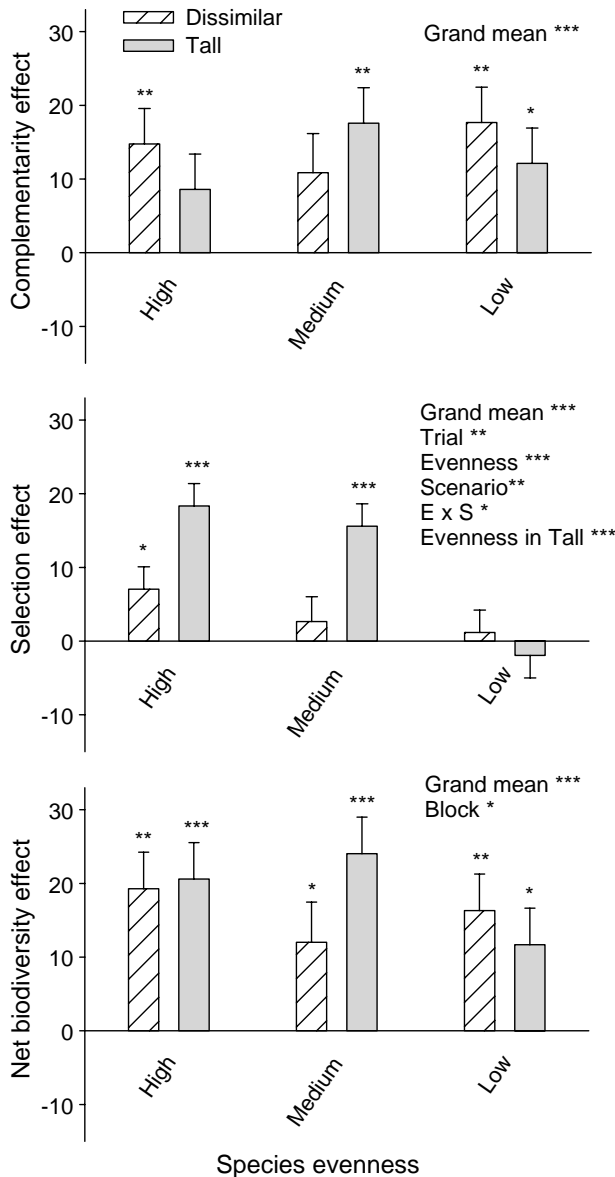 Dissimilar
Tall
Grand mean ***
30
20
10
0
-10
Complementarity effect
** ** ** *
High Medium Low
Grand mean ***
Trial **
Evenness ***
Scenario**
E x S *
Evenness in Tall ***
30
20
10
0
-10
Selection effect
* *** ***
High Medium Low
Grand mean ***
Block *
30
20
10
0
-10
Net biodiversity effect
** *** * *** ** *
High Medium Low
Species evenness